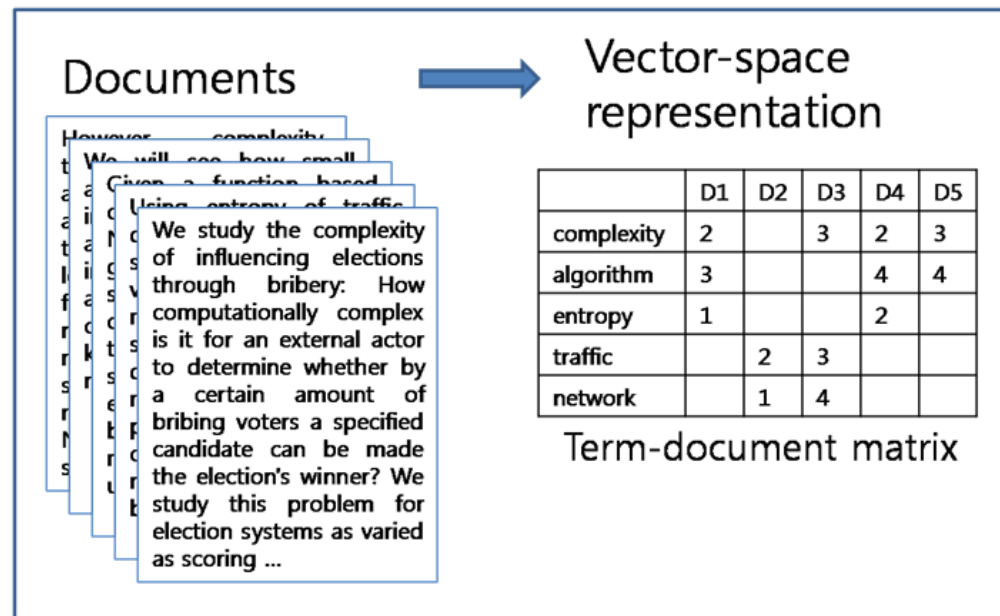 Documents
Vector-space
representation
However, complexity
We will see how small
Given a function based
Using entropy of traffic
We study the complexity
of influencing elections
through bribery: How
computationally complex
is it for an external actor
to determine whether by
a certain amount of
bribing voters a specified
candidate can be made
the election's winner? We
study this problem for
election systems as varied
as scoring ...
D1 D2 D3 D4 D5
complexity 2 3 2 3
algorithm 3 4 4
entropy 1 2
traffic 2 3
network 1 4
Term-document matrix